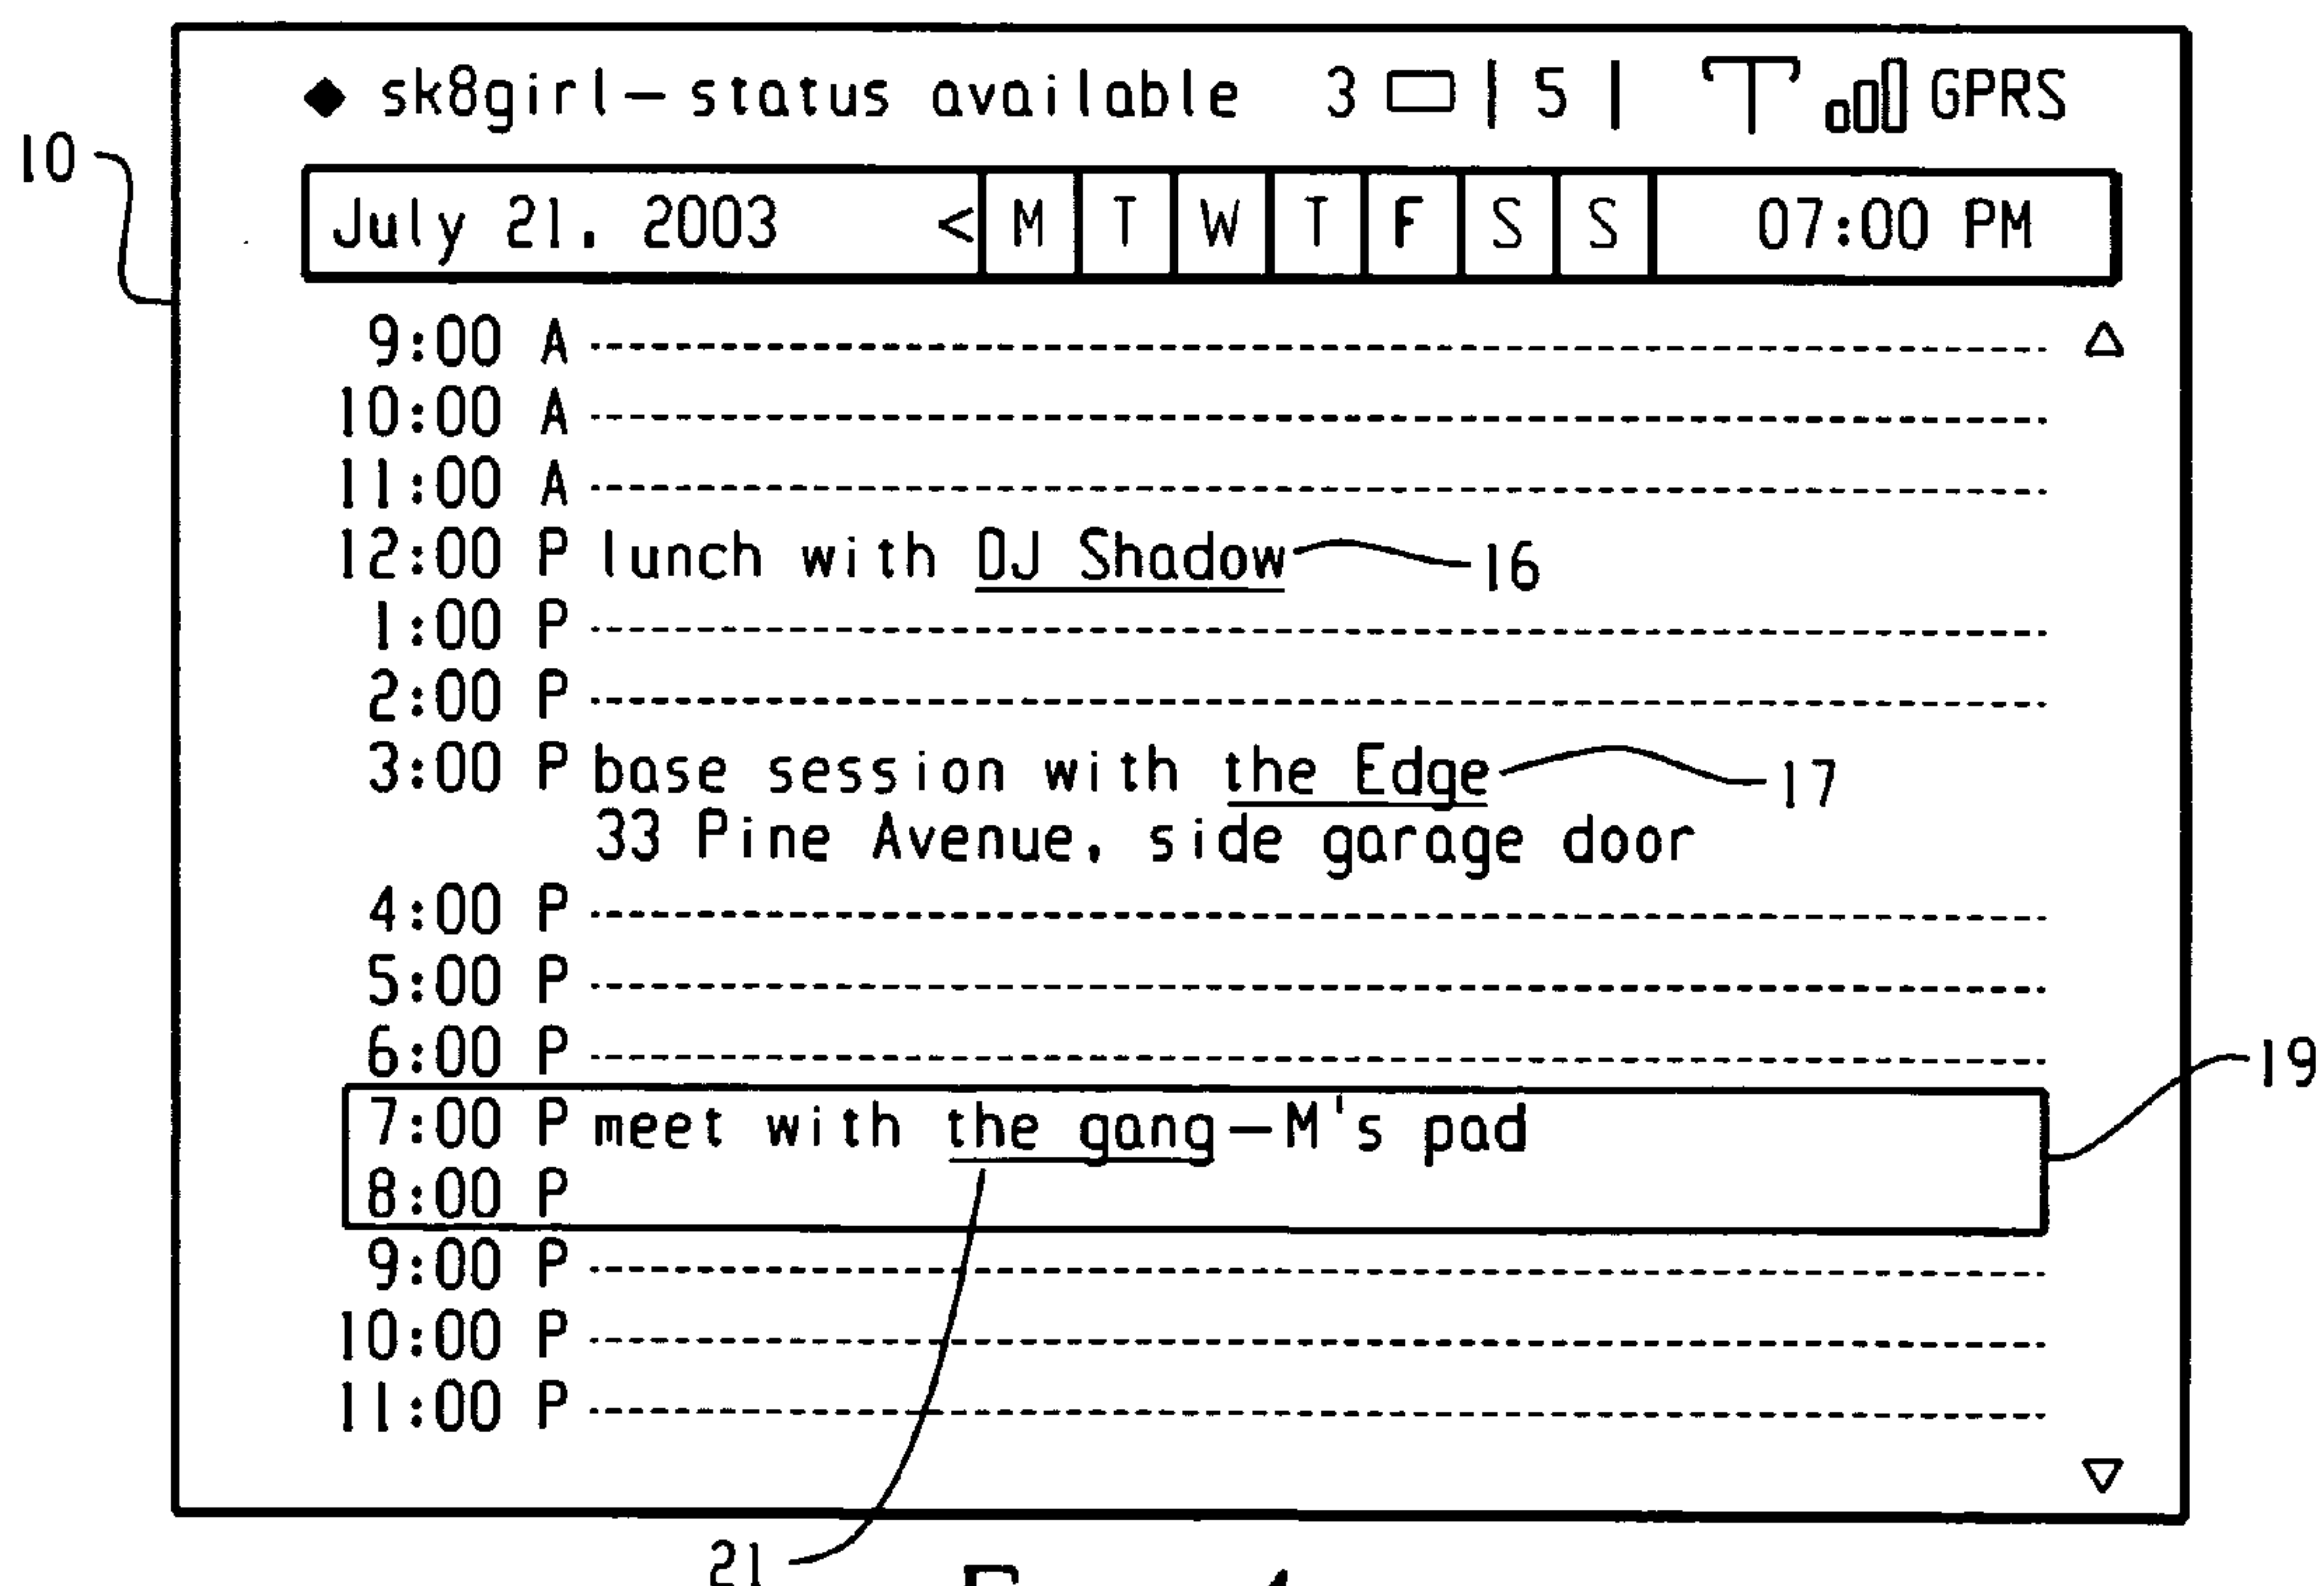 ◆ sk8girl—status available 3 | 5 | GPRS
10
July 21, 2003 < M T W T F S S 07:00 PM
9:00 A
10:00 A
11:00 A
12:00 P lunch with DJ Shadow 16
1:00 P
2:00 P
3:00 P base session with the Edge 17
33 Pine Avenue, side garage door
4:00 P
5:00 P
6:00 P
19
7:00 P meet with the gang—M's pad
8:00 P
9:00 P
10:00 P
11:00 P
21